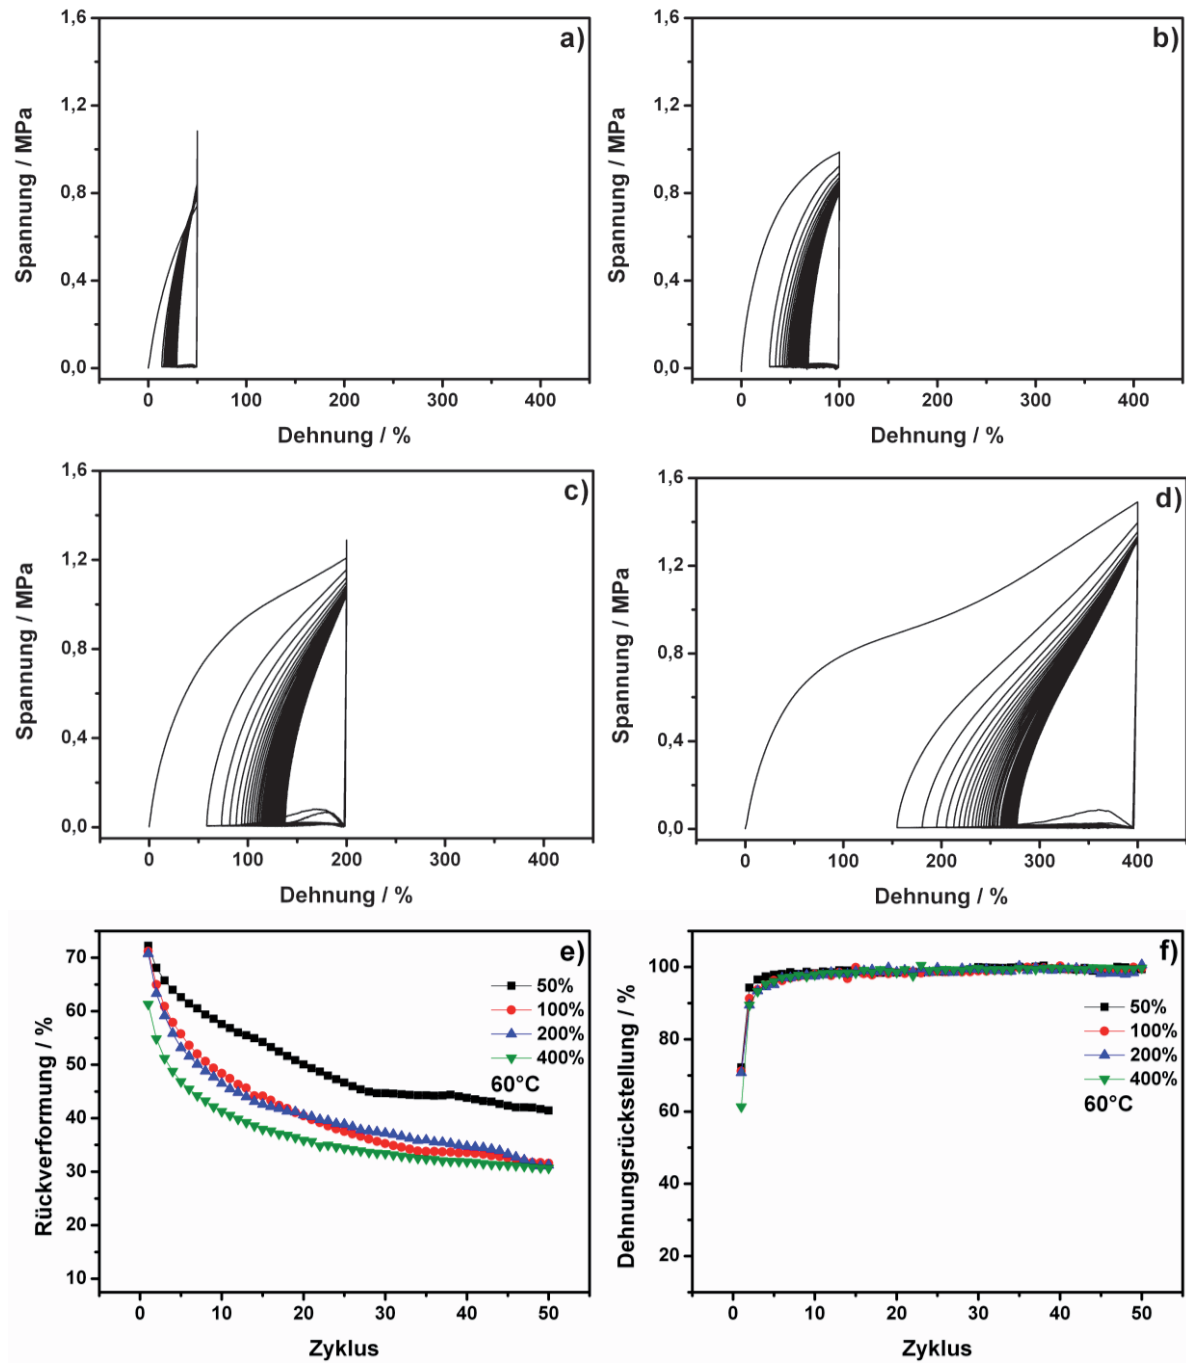 a)
Spannung / MPa
1,6
1,2
0,8
0,4
0,0
0 100 200 300 400
Dehnung / %
b)
Spannung / MPa
1,6
1,2
0,8
0,4
0,0
0 100 200 300 400
Dehnung / %
c)
Spannung / MPa
1,6
1,2
0,8
0,4
0,0
0 100 200 300 400
Dehnung / %
d)
Spannung / MPa
1,6
1,2
0,8
0,4
0,0
0 100 200 300 400
Dehnung / %
e)
Rückverformung / %
70
60
50
40
30
20
10
50%
100%
200%
400%
60°C
0 10 20 30 40 50
Zyklus
f)
Dehnungsrückstellung / %
100
80
60
40
20
50%
100%
200%
400%
60°C
0 10 20 30 40 50
Zyklus